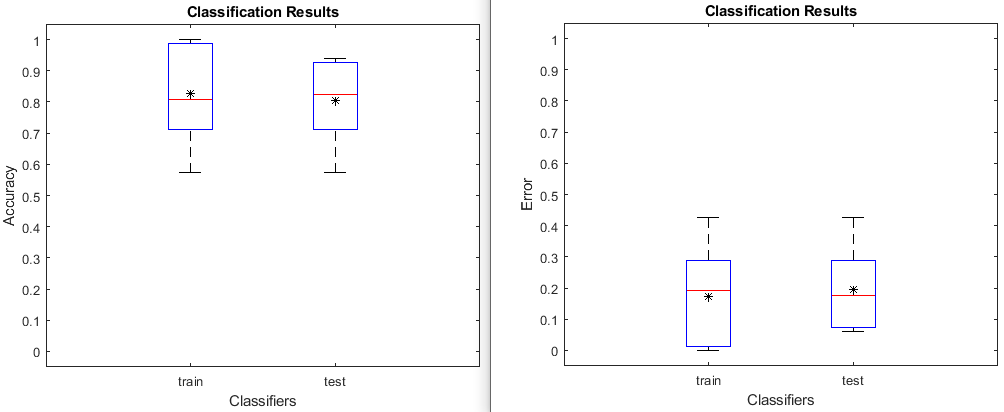 Classification Results
1
0.9
0.8
0.7
0.6
0.5
0.4
0.3
0.2
0.1
0
Accuracy
train test
Classifiers
Classification Results
1
0.9
0.8
0.7
0.6
0.5
0.4
0.3
0.2
0.1
0
Error
train test
Classifiers